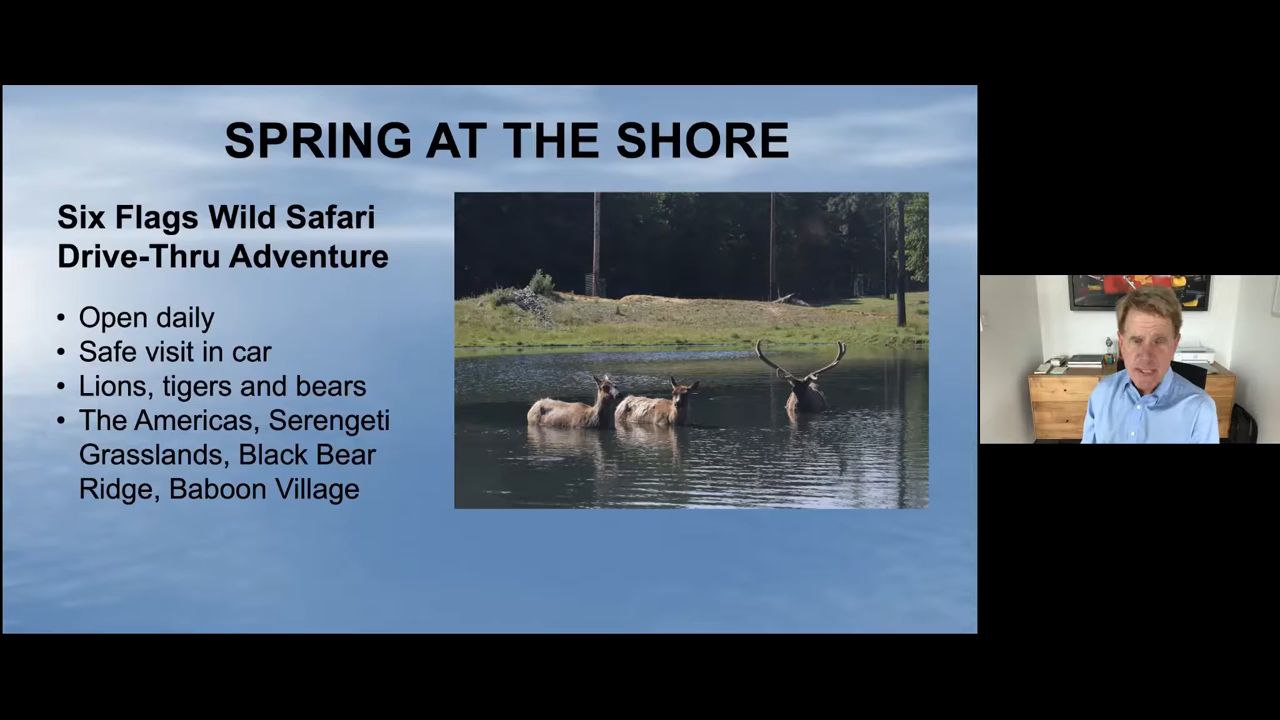 SPRING AT THE SHORE
Six Flags Wild Safari
Drive-Thru Adventure
• Open daily
• Safe visit in car
• Lions, tigers and bears
• The Americas, Serengeti
Grasslands, Black Bear
Ridge, Baboon Village